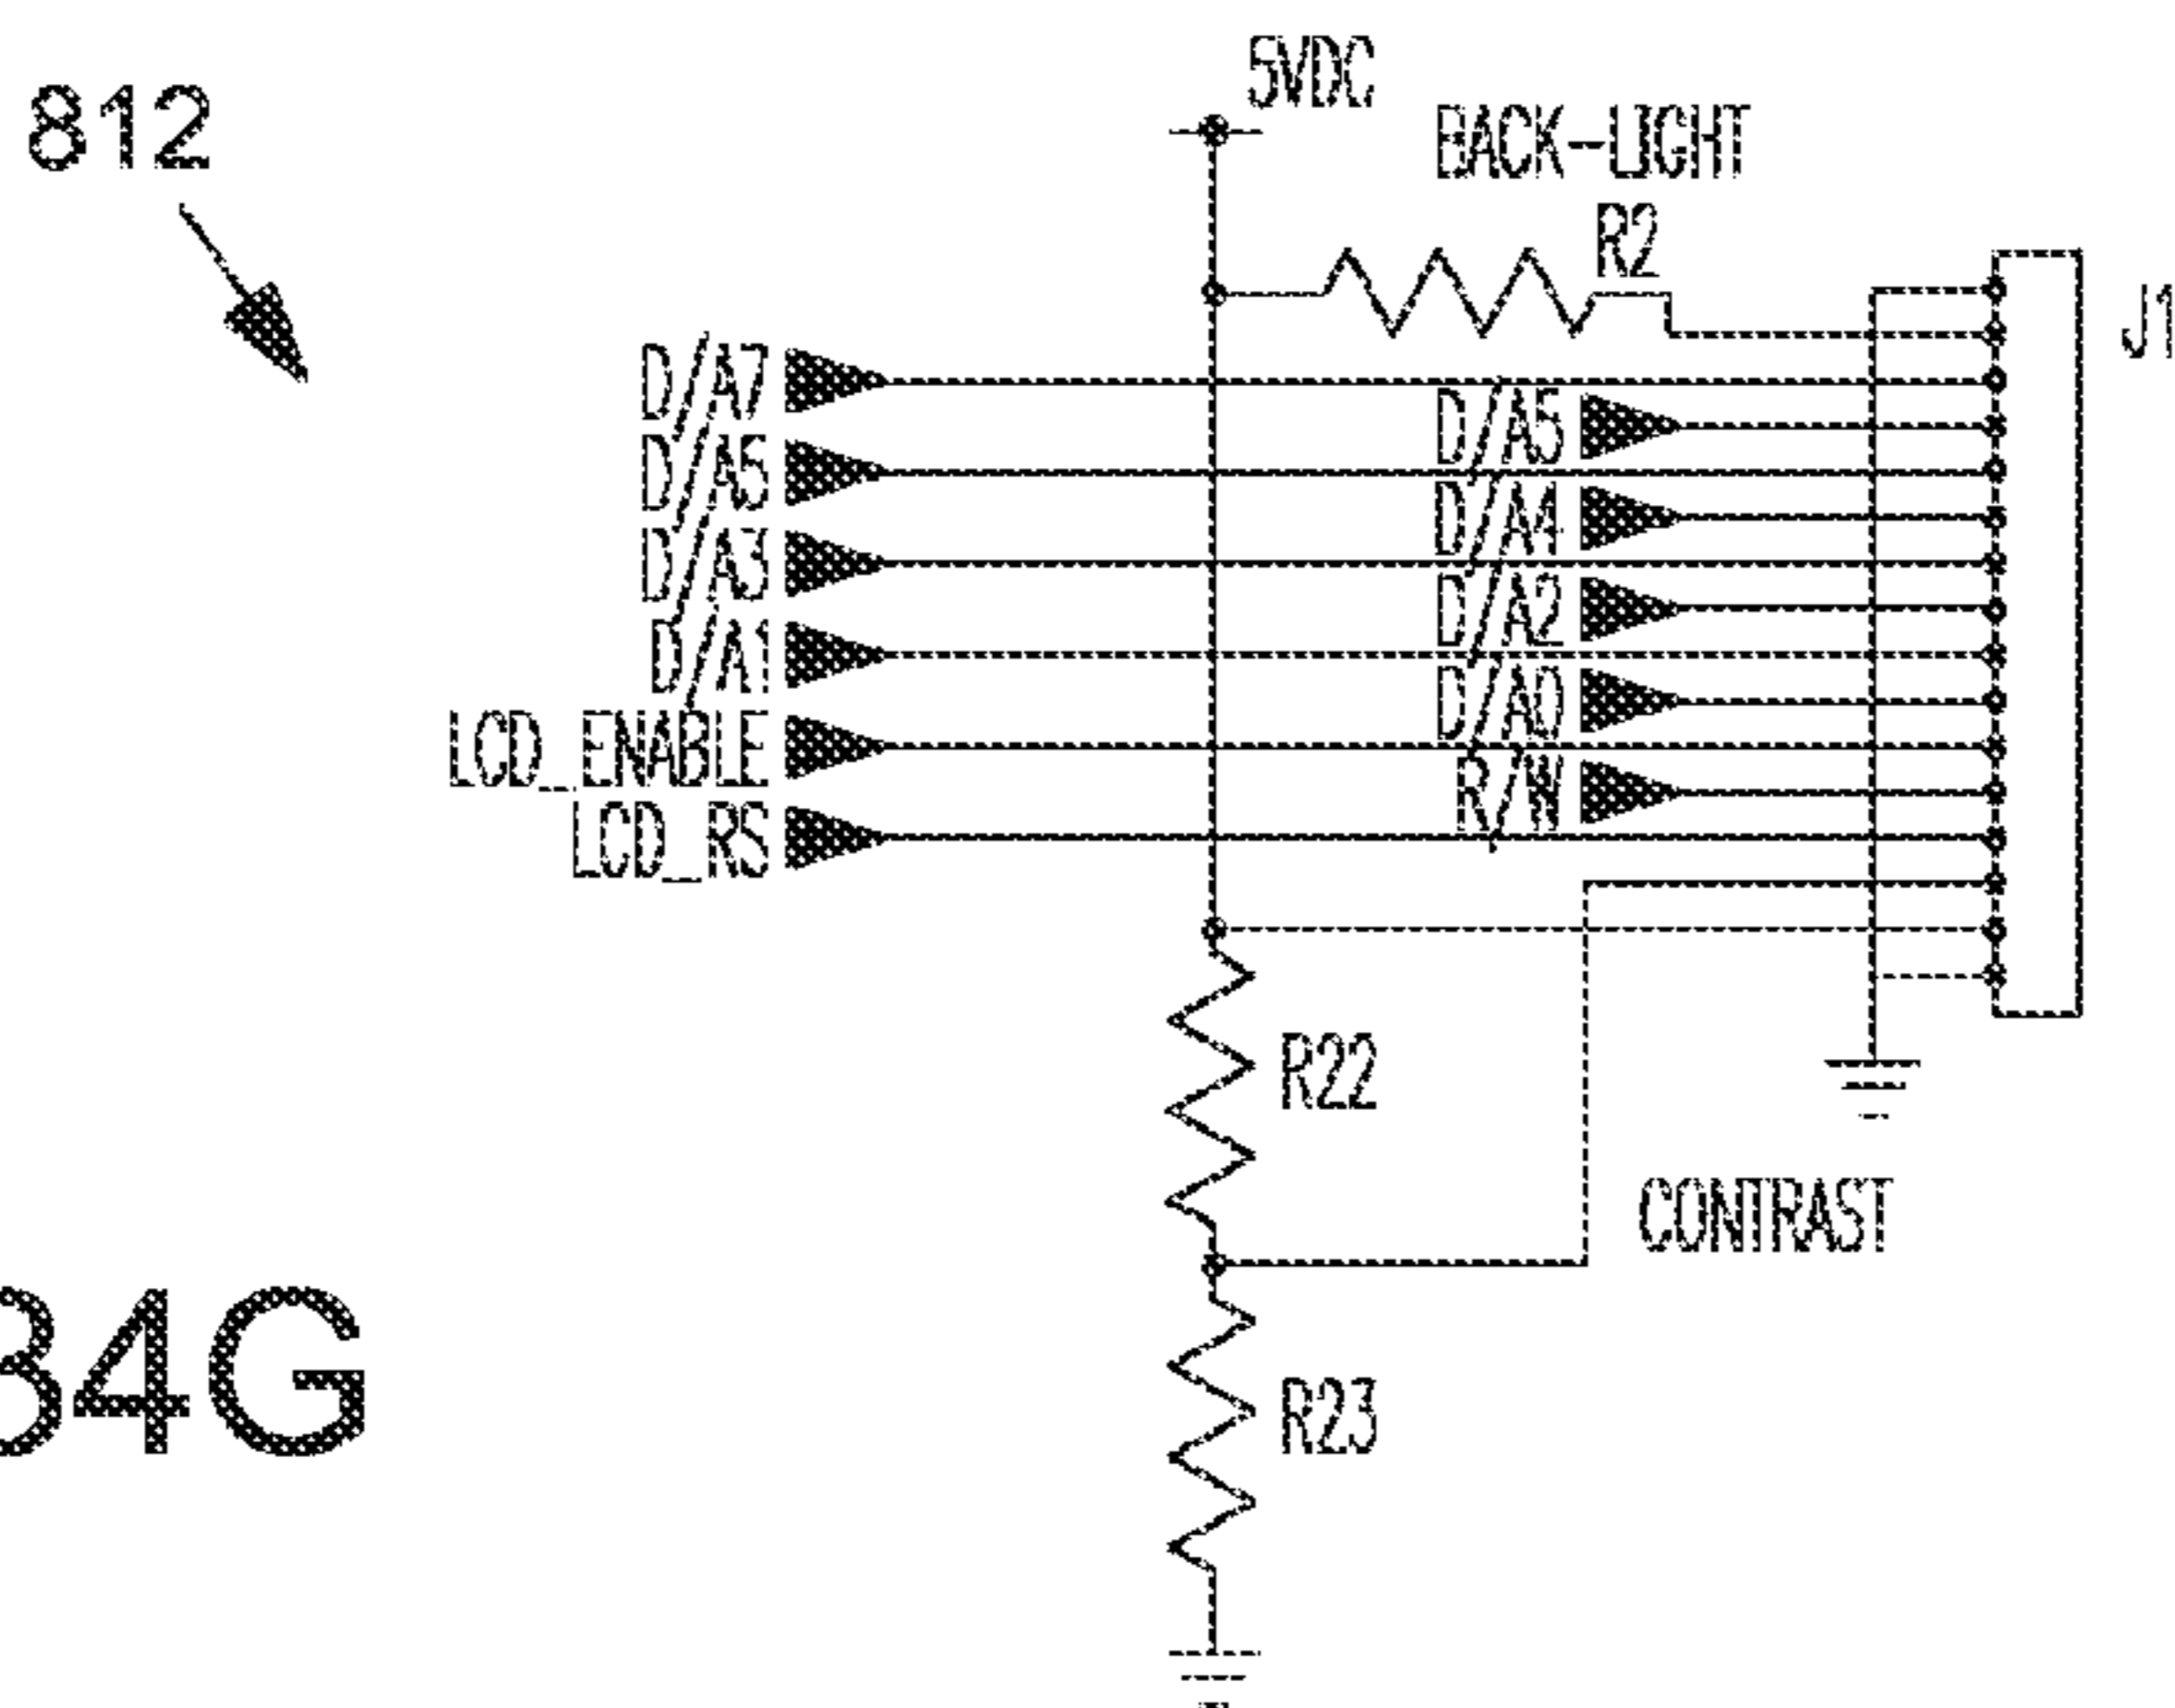 812
5VDC
BACK-LIGHT
R2
J1
D/A7
D/A5
D/A5
D/A4
D/A3
D/A2
D/A1
D/A0
LCD_ENABLE
R/W
LCD_RS
R22
CONTRAST
34G
R23